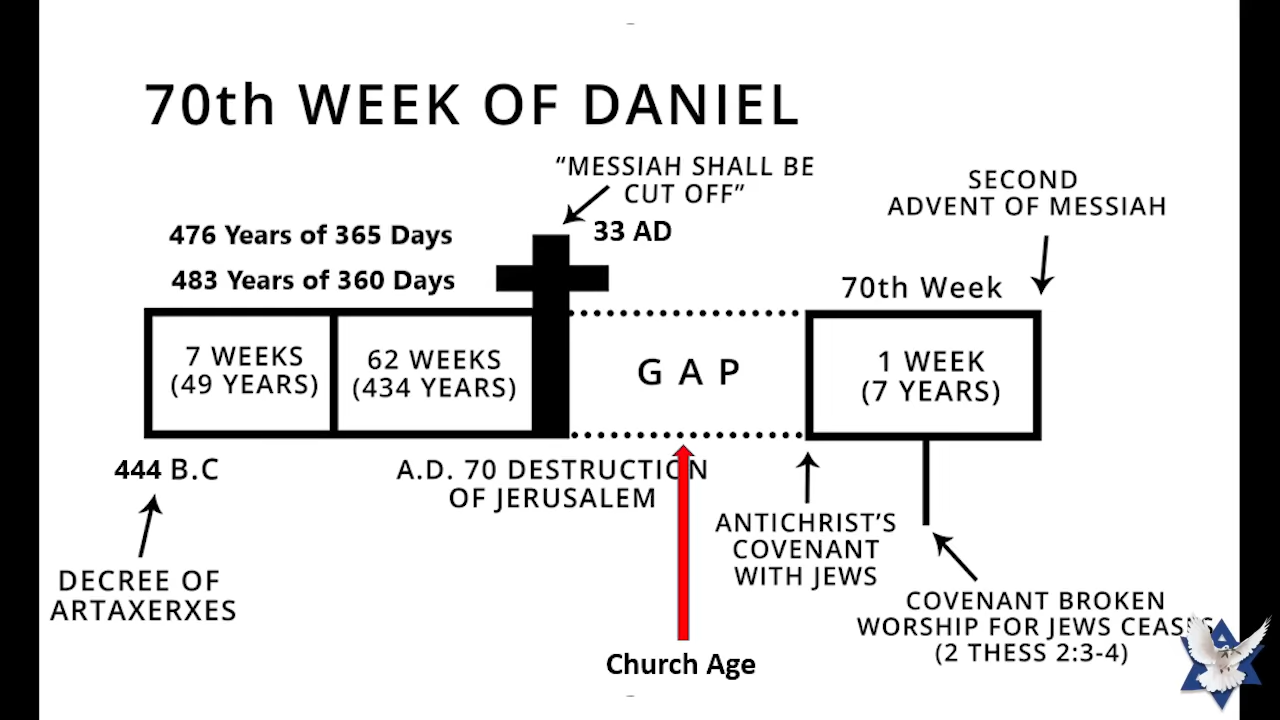 70th WEEK OF DANIEL
“MESSIAH SHALL BE
CUT OFF”
33 AD
SECOND
ADVENT OF MESSIAH
476 Years of 365 Days
483 Years of 360 Days
70th Week
7 WEEKS
(49 YEARS)
62 WEEKS
(434 YEARS)
GAP
1 WEEK
(7 YEARS)
444 B.C
A.D. 70 DESTRUCTION
OF JERUSALEM
DECREE OF
ARTAXERXES
ANTICHRIST’S
COVENANT
WITH JEWS
COVENANT BROKEN
WORSHIP FOR JEWS CEASES
(2 THESS 2:3-4)
Church Age